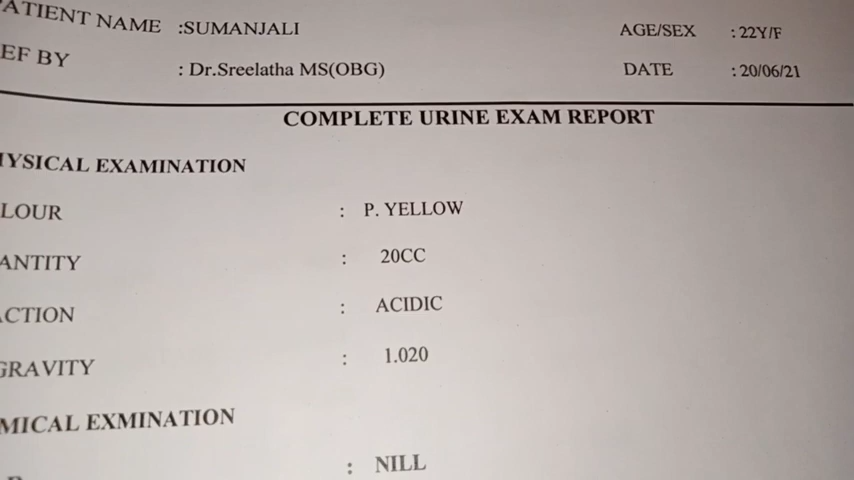 ATIENT NAME :SUMANJALI AGE/SEX : 22Y/F
EF BY : Dr.Sreelatha MS(OBG) DATE : 20/06/21
COMPLETE URINE EXAM REPORT
YSICAL EXAMINATION
LOUR : P. YELLOW
ANTITY : 20CC
CTION : ACIDIC
GRAVITY : 1.020
MICAL EXMINATION
: NILL